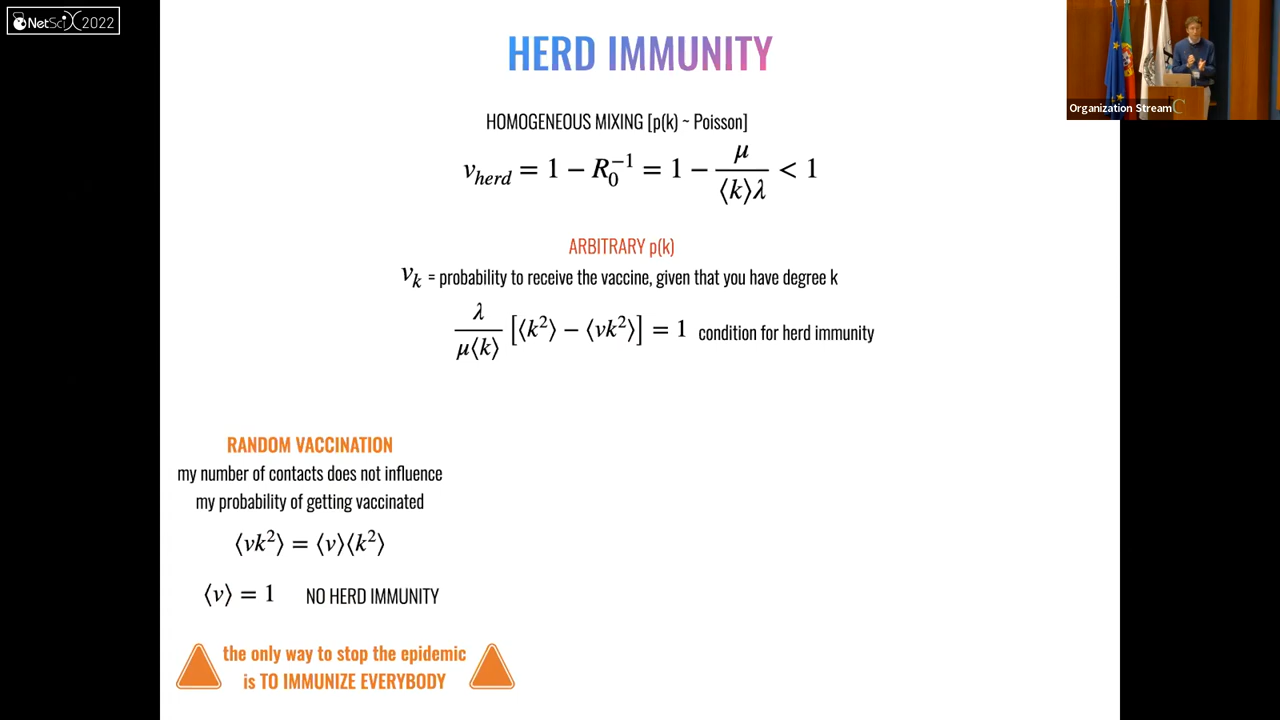 NetSciX 2022
Organization Stream
HERD IMMUNITY
HOMOGENEOUS MIXING [p(k) ~ Poisson]
v_herd = 1 − R_0^{−1} = 1 − μ/(⟨k⟩λ) < 1
ARBITRARY p(k)
v_k = probability to receive the vaccine, given that you have degree k
λ/(μ⟨k⟩) [⟨k²⟩ − ⟨vk²⟩] = 1 condition for herd immunity
RANDOM VACCINATION
my number of contacts does not influence
my probability of getting vaccinated
⟨vk²⟩ = ⟨v⟩⟨k²⟩
⟨v⟩ = 1 NO HERD IMMUNITY
the only way to stop the epidemic
is TO IMMUNIZE EVERYBODY